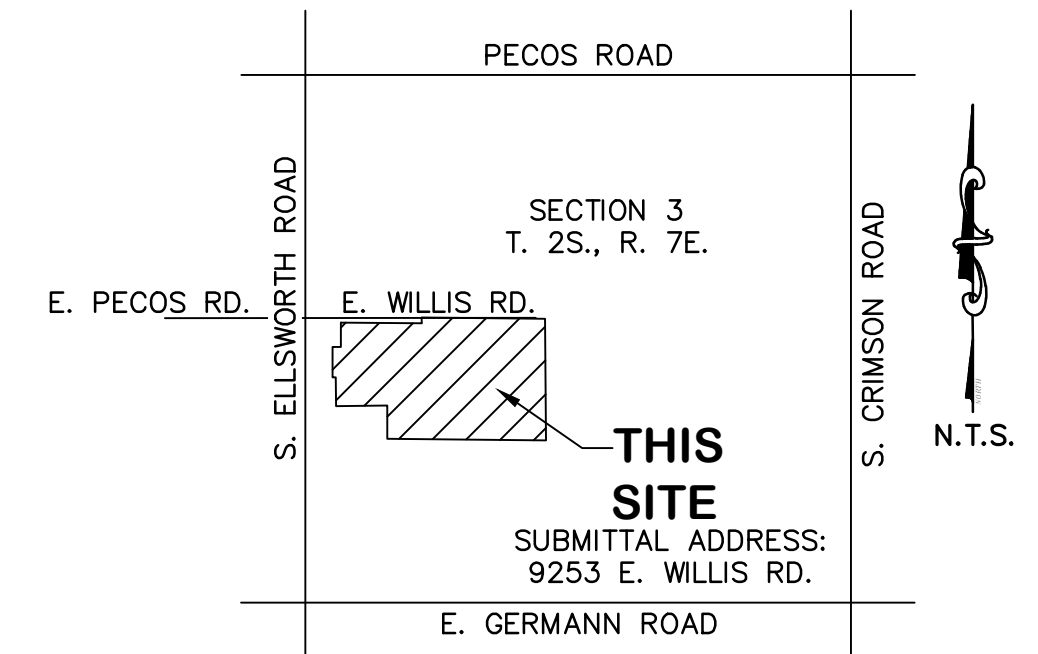 PECOS ROAD
S. ELLSWORTH ROAD
SECTION 3
T. 2S., R. 7E.
S. CRIMSON ROAD
E. PECOS RD.
E. WILLIS RD.
NORTH
N.T.S.
THIS
SITE
SUBMITTAL ADDRESS:
9253 E. WILLIS RD.
E. GERMANN ROAD